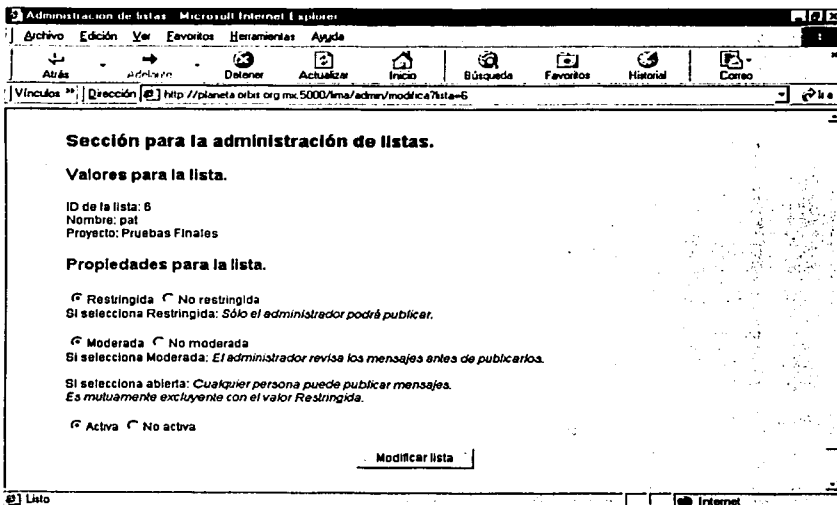 Administración de listas - Microsoft Internet Explorer
Archivo Edición Ver Favoritos Herramientas Ayuda
Atrás Adelante Detener Actualizar Inicio Búsqueda Favoritos Historial Correo
Vínculos » Dirección http://planeta.orbit.org.mx:5000/lima/admin/modifica?lista=6 Ir a
Sección para la administración de listas.
Valores para la lista.
ID de la lista: 6
Nombre: pat
Proyecto: Pruebas Finales
Propiedades para la lista.
Restringida No restringida
Si selecciona Restringida: Sólo el administrador podrá publicar.
Moderada No moderada
Si selecciona Moderada: El administrador revisa los mensajes antes de publicarlos.
Si selecciona abierta: Cualquier persona puede publicar mensajes.
Es mutuamente excluyente con el valor Restringida.
Activa No activa
Modificar lista
Listo Internet